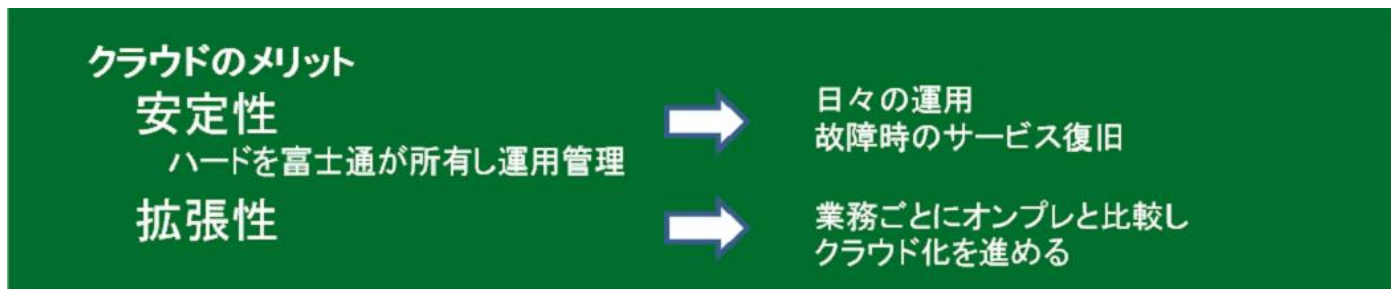 クラウドのメリット
安定性
ハードを富士通が所有し運用管理
日々の運用
故障時のサービス復旧
拡張性
業務ごとにオンプレと比較し
クラウド化を進める